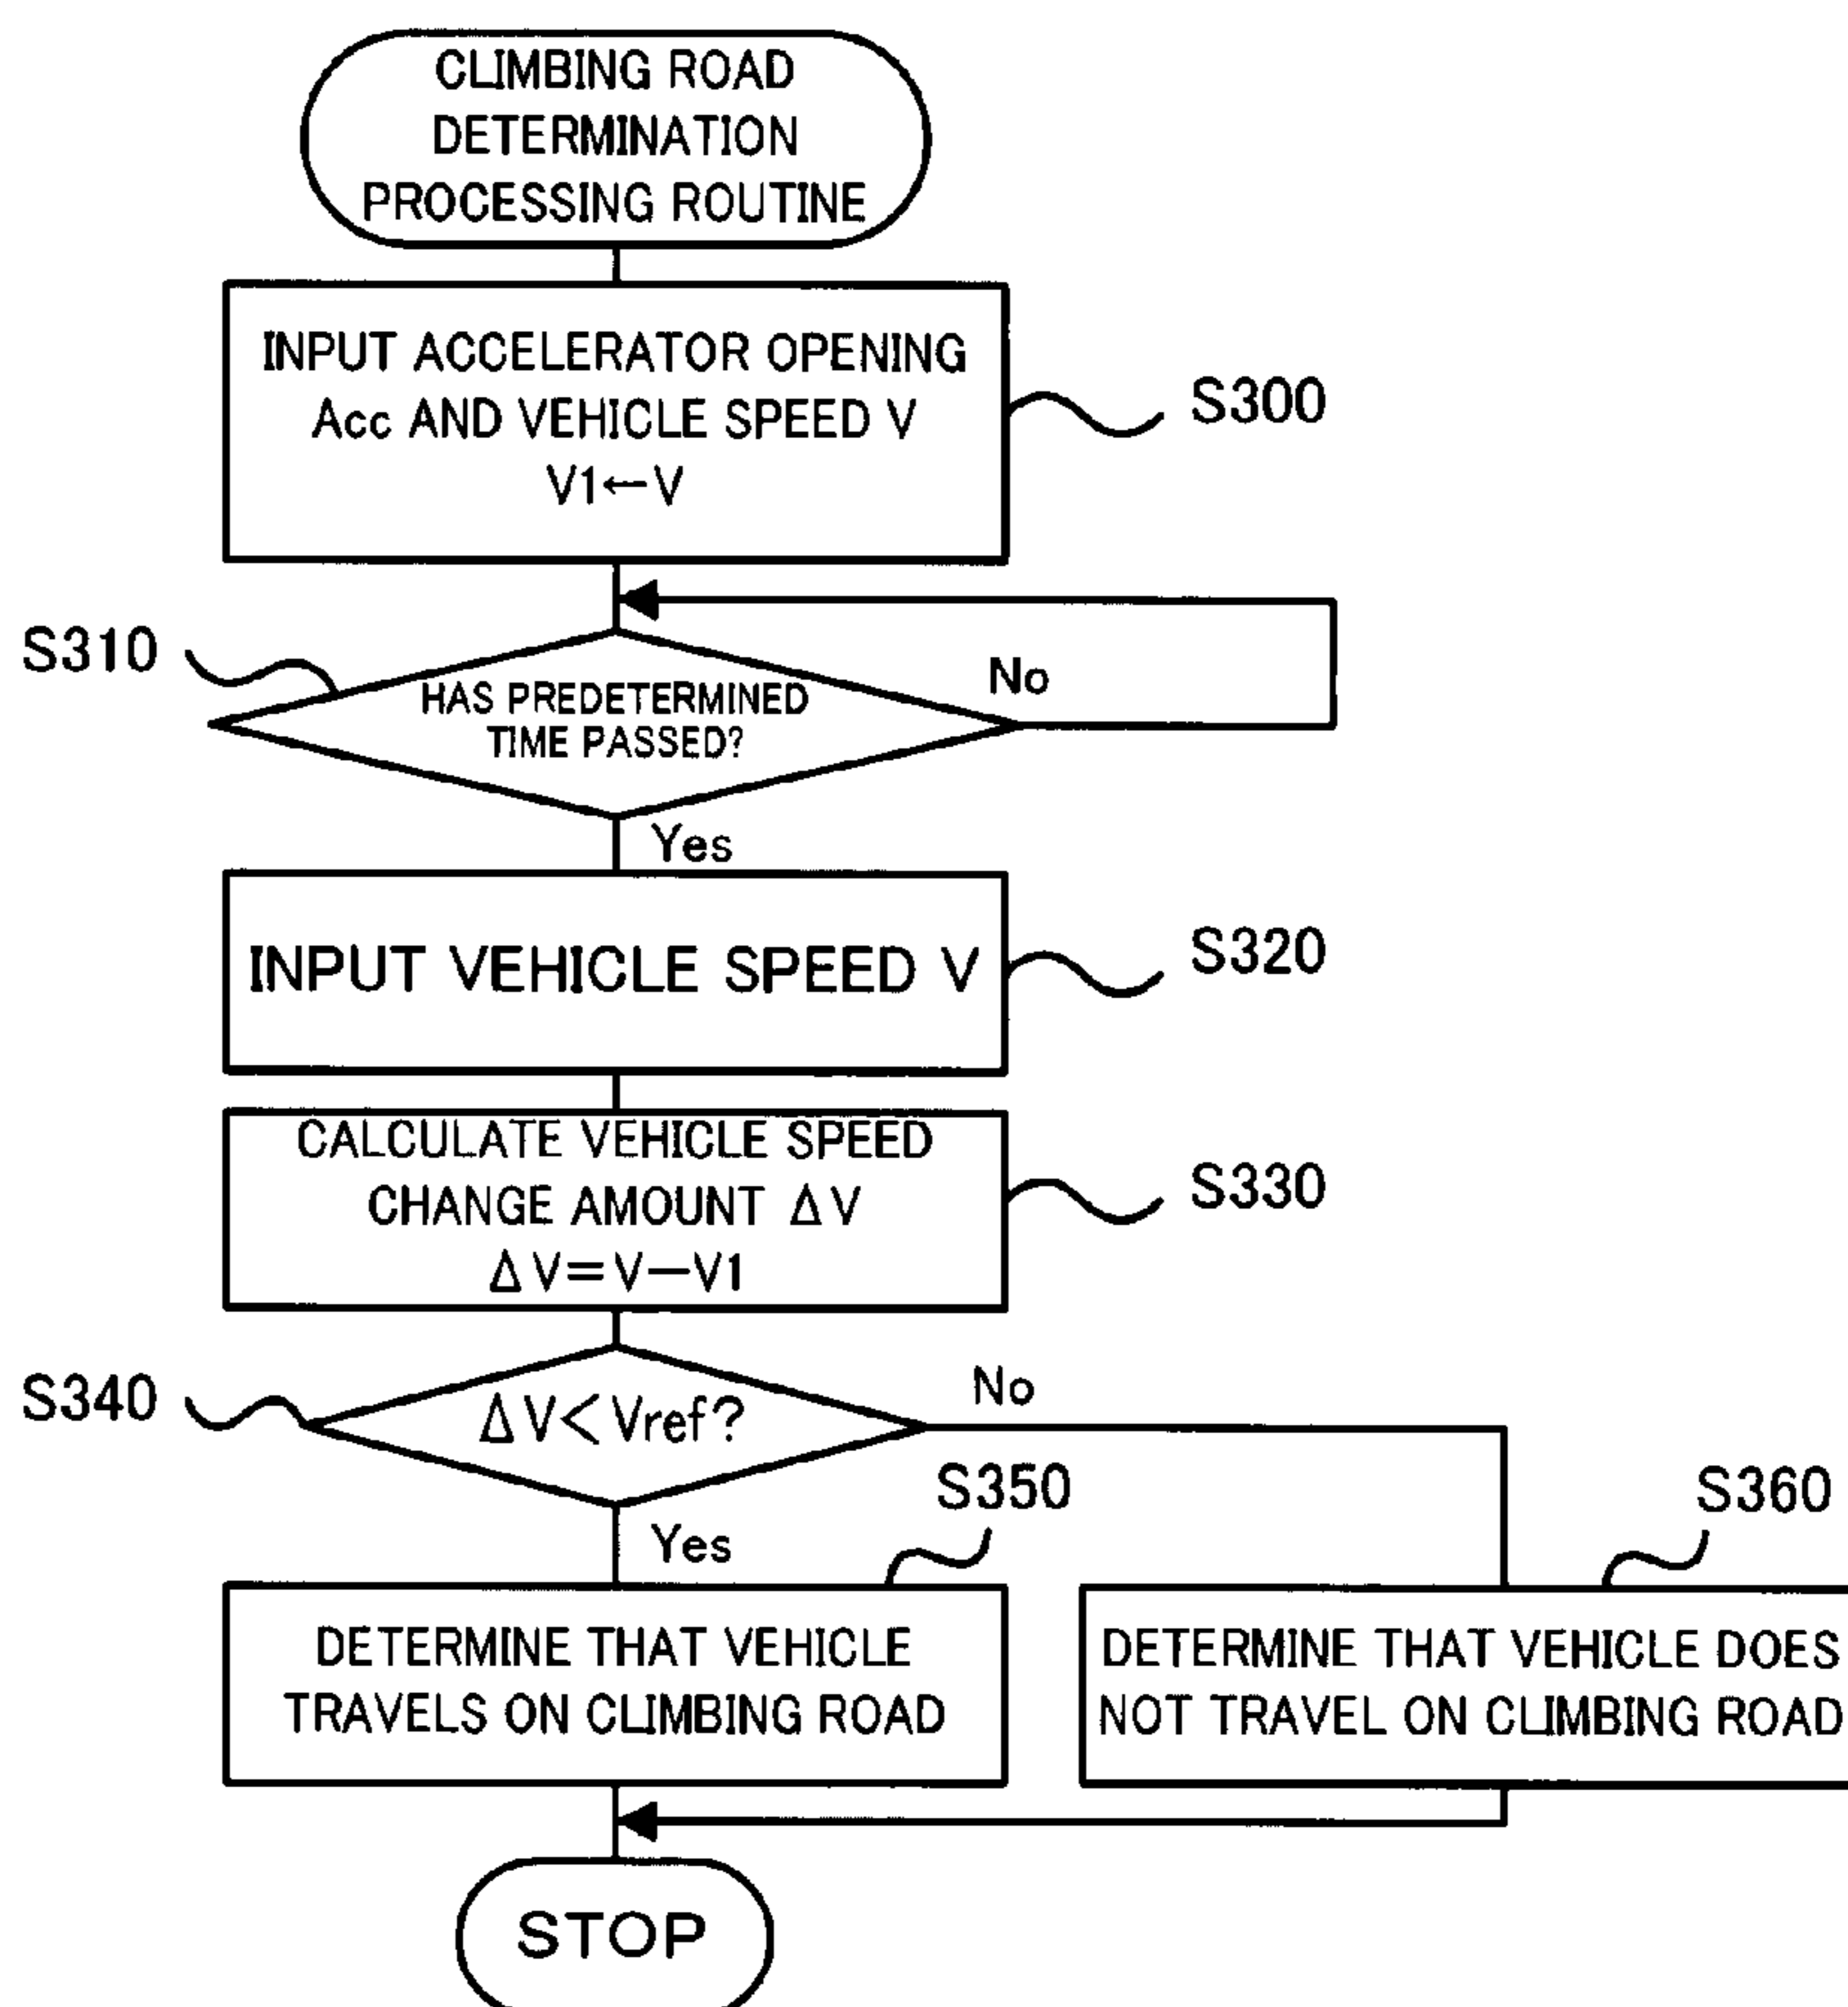 CLIMBING ROAD
DETERMINATION
PROCESSING ROUTINE
INPUT ACCELERATOR OPENING
Acc AND VEHICLE SPEED V
V1←V
S300
S310
HAS PREDETERMINED
TIME PASSED?
No
Yes
INPUT VEHICLE SPEED V
S320
CALCULATE VEHICLE SPEED
CHANGE AMOUNT ΔV
ΔV=V−V1
S330
S340
ΔV<Vref?
No
Yes
S350
DETERMINE THAT VEHICLE
TRAVELS ON CLIMBING ROAD
S360
DETERMINE THAT VEHICLE DOES
NOT TRAVEL ON CLIMBING ROAD
STOP